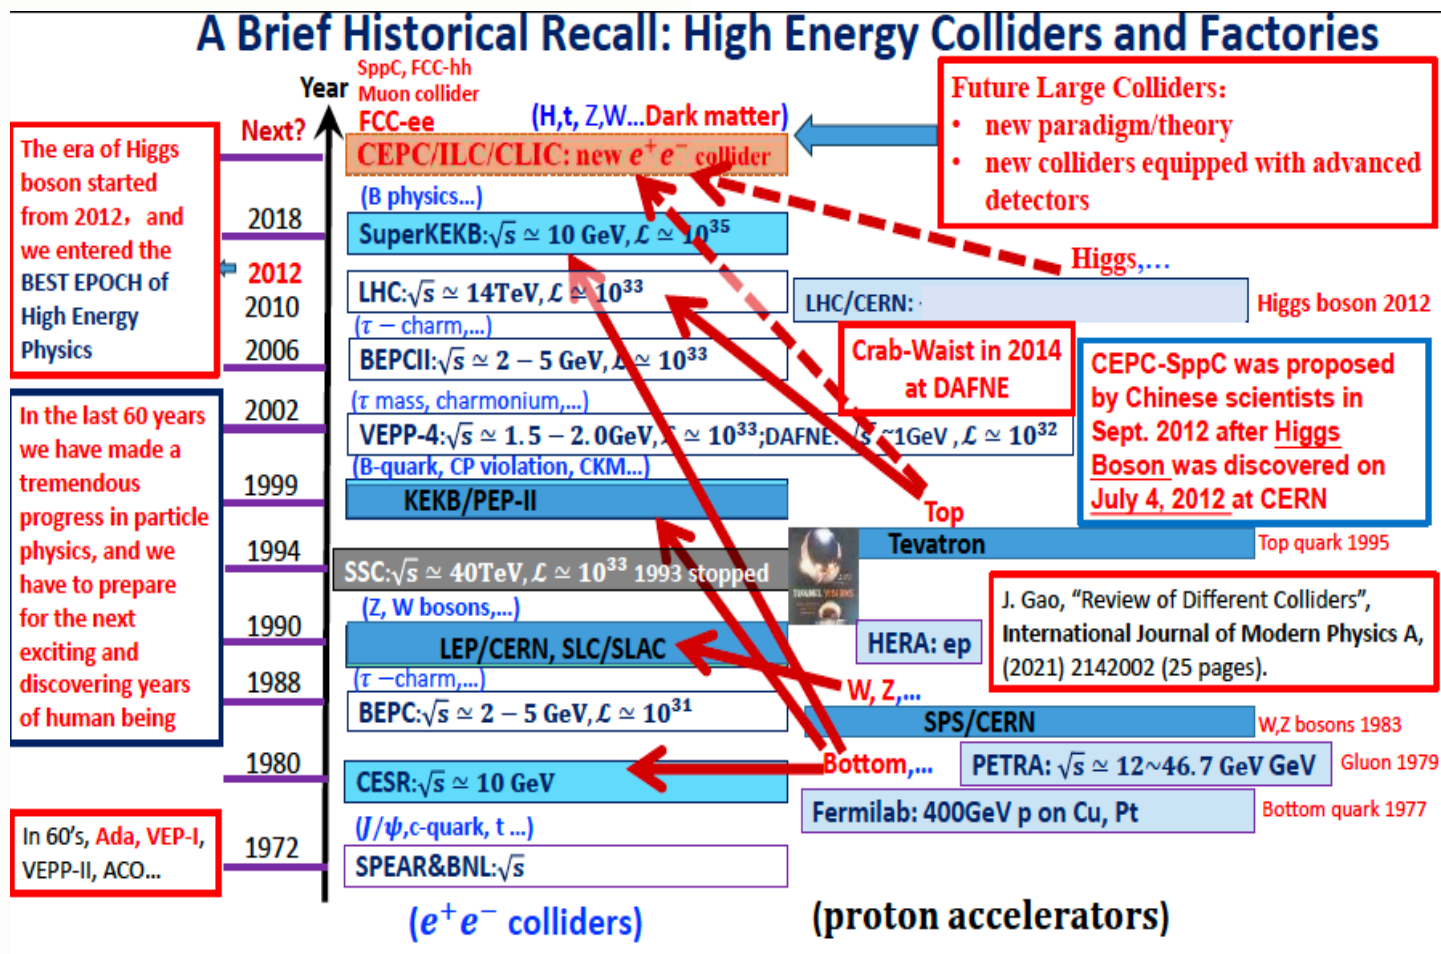 A Brief Historical Recall: High Energy Colliders and Factories
Year
SppC, FCC-hh
Muon collider
FCC-ee
(H,t, Z,W...Dark matter)
Next?
CEPC/ILC/CLIC: new e⁺e⁻ collider
Future Large Colliders:
• new paradigm/theory
• new colliders equipped with advanced
detectors
The era of Higgs
boson started
from 2012, and
we entered the
BEST EPOCH of
High Energy
Physics
(B physics...)
2018
SuperKEKB:√s ≃ 10 GeV, ℒ ≃ 10³⁵
Higgs,...
2012
2010
LHC:√s ≃ 14TeV, ℒ ≃ 10³³
LHC/CERN:
Higgs boson 2012
(τ − charm,...)
2006
BEPCII:√s ≃ 2 − 5 GeV, ℒ ≃ 10³³
Crab-Waist in 2014
at DAFNE
CEPC-SppC was proposed
by Chinese scientists in
Sept. 2012 after Higgs
Boson was discovered on
July 4, 2012 at CERN
In the last 60 years
we have made a
tremendous
progress in particle
physics, and we
have to prepare
for the next
exciting and
discovering years
of human being
(τ mass, charmonium,...)
2002
VEPP-4:√s ≃ 1.5 − 2.0GeV, ℒ ≃ 10³³;DAFNE: √s ~1GeV , ℒ ≃ 10³²
(B-quark, CP violation, CKM...)
1999
KEKB/PEP-II
Top
1994
Tevatron
Top quark 1995
SSC:√s ≃ 40TeV, ℒ ≃ 10³³ 1993 stopped
TUNNEL VISIONS
(Z, W bosons,...)
1990
LEP/CERN, SLC/SLAC
HERA: ep
J. Gao, “Review of Different Colliders”,
International Journal of Modern Physics A,
(2021) 2142002 (25 pages).
(τ −charm,...)
1988
W, Z,...
BEPC:√s ≃ 2 − 5 GeV, ℒ ≃ 10³¹
SPS/CERN
W,Z bosons 1983
1980
CESR:√s ≃ 10 GeV
Bottom,...
PETRA: √s ≃ 12~46.7 GeV GeV
Gluon 1979
Fermilab: 400GeV p on Cu, Pt
Bottom quark 1977
In 60's, Ada, VEP-I,
VEPP-II, ACO...
(J/ψ,c-quark, t ...)
1972
SPEAR&BNL:√s
(e⁺e⁻ colliders)
(proton accelerators)